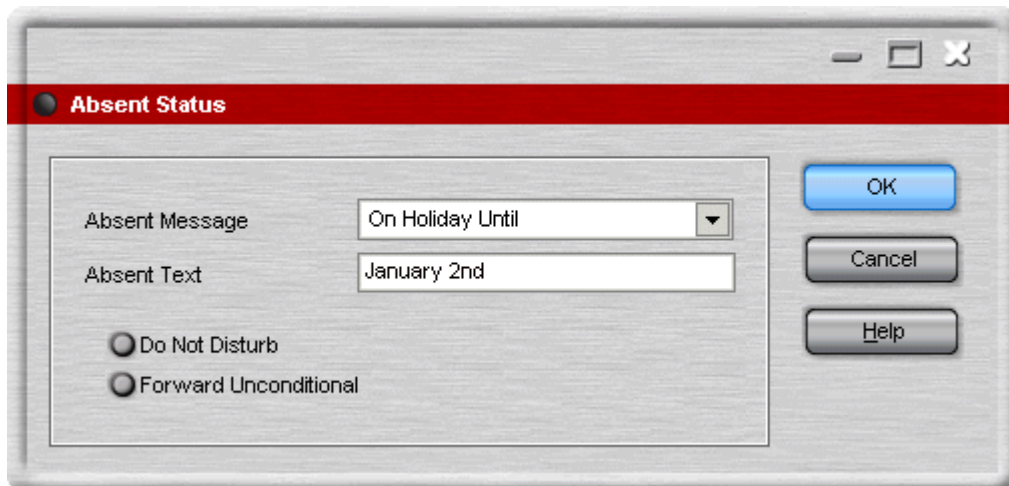 Absent Status
Absent Message
On Holiday Until
Absent Text
January 2nd
Do Not Disturb
Forward Unconditional
OK
Cancel
Help